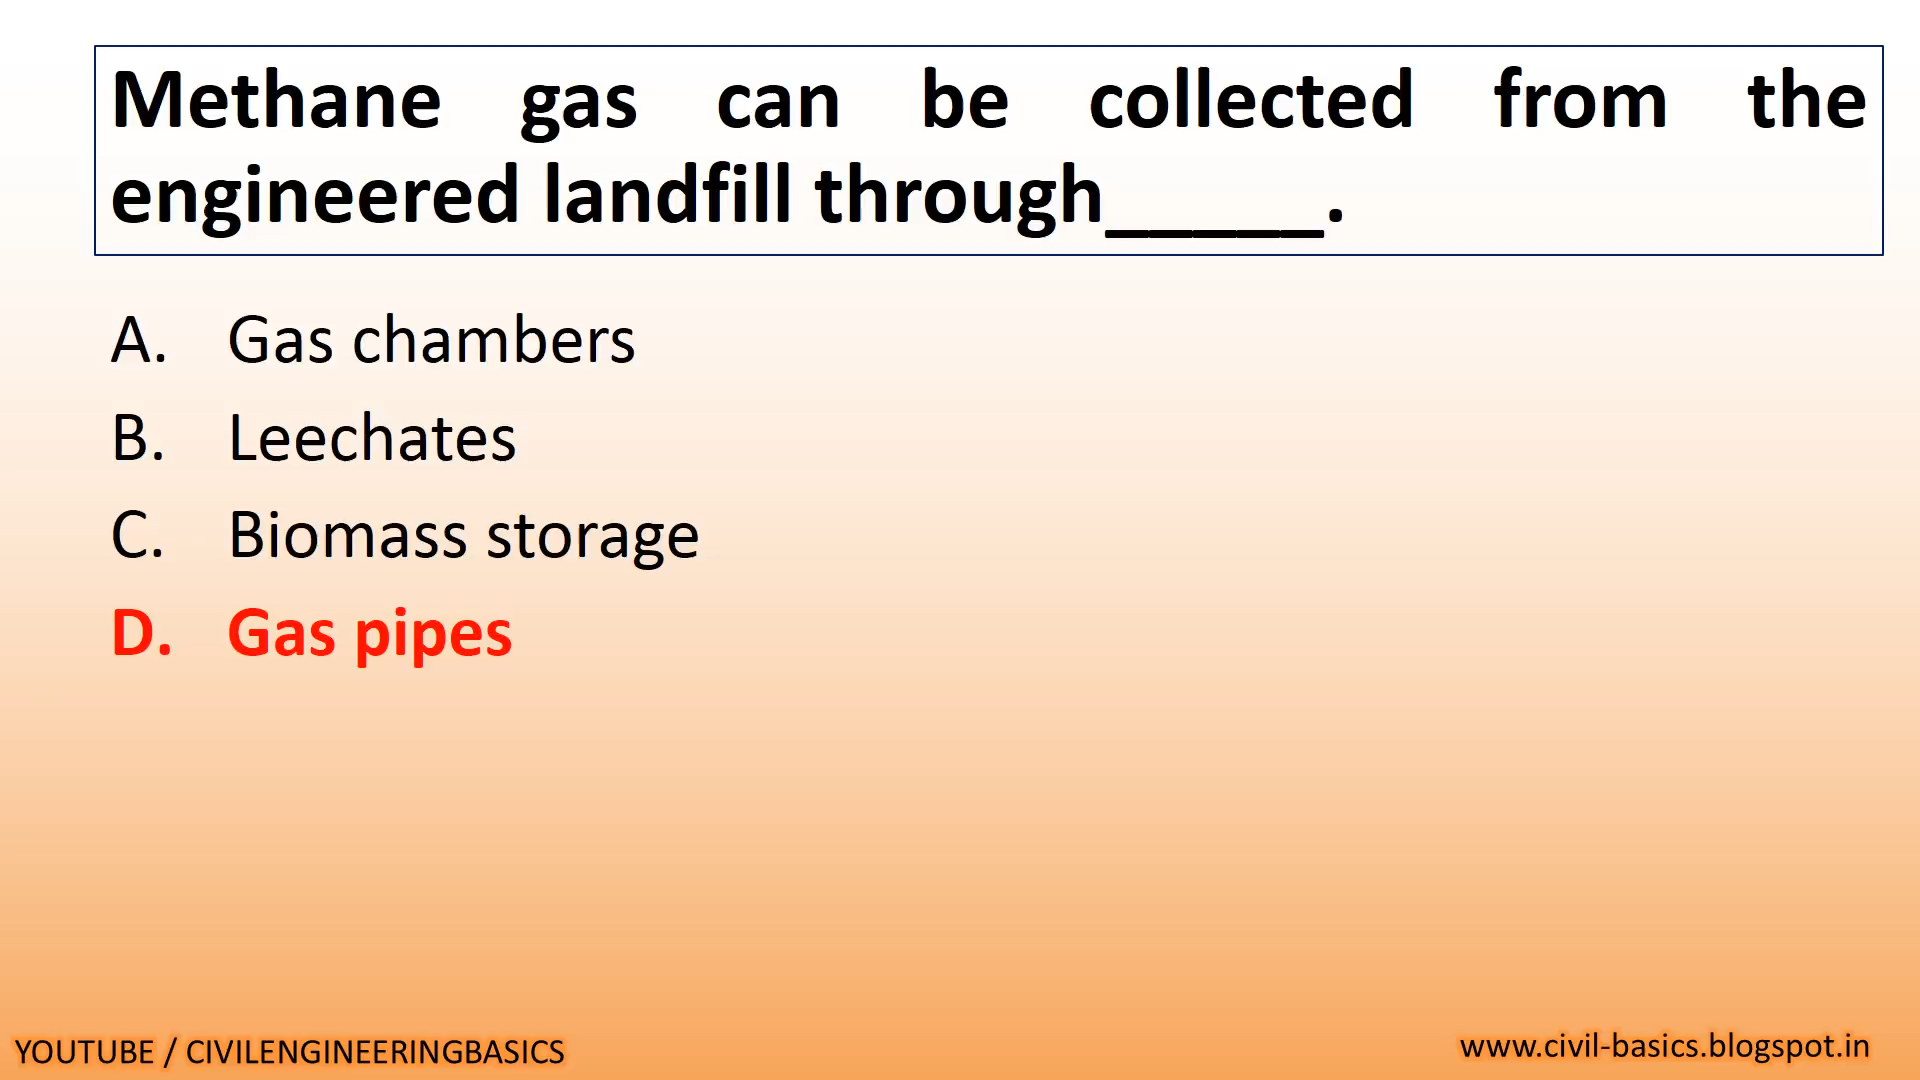 Methane gas can be collected from the
engineered landfill through_____.
A. Gas chambers
B. Leechates
C. Biomass storage
D. Gas pipes
YOUTUBE / CIVILENGINEERINGBASICS
www.civil-basics.blogspot.in